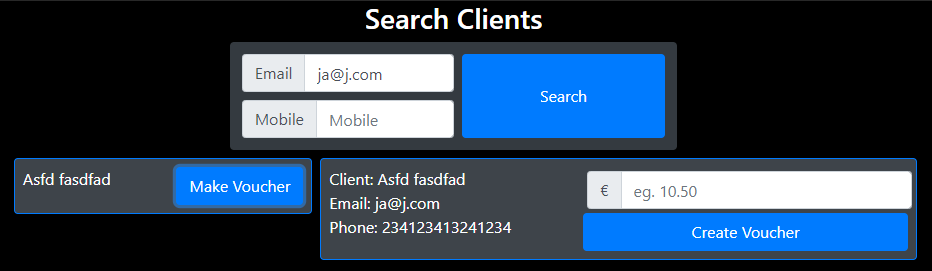 Search Clients
Email ja@j.com
Mobile Mobile
Search
Asfd fasdfad
Make Voucher
Client: Asfd fasdfad
Email: ja@j.com
Phone: 234123413241234
€ eg. 10.50
Create Voucher